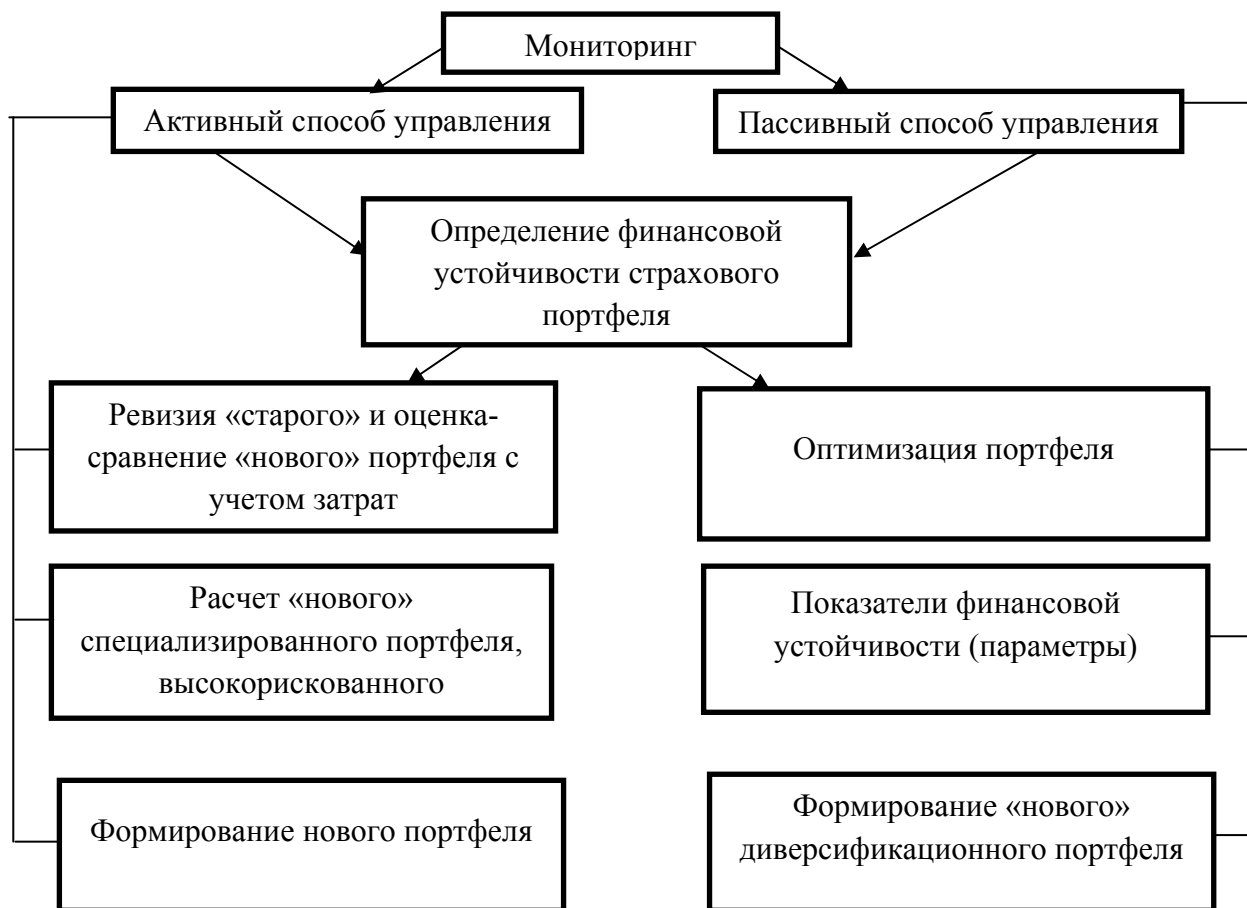 Мониторинг
Активный способ управления
Пассивный способ управления
Определение финансовой
устойчивости страхового
портфеля
Ревизия «старого» и оценка-
сравнение «нового» портфеля с
учетом затрат
Оптимизация портфеля
Расчет «нового»
специализированного портфеля,
высокорискованного
Показатели финансовой
устойчивости (параметры)
Формирование нового портфеля
Формирование «нового»
диверсификационного портфеля